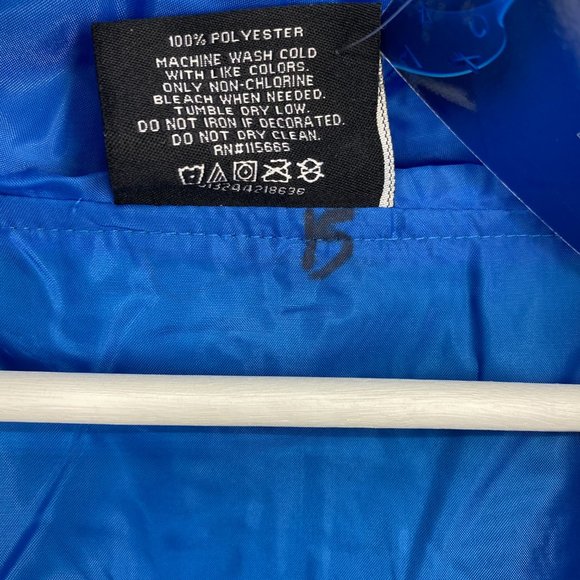 100% POLYESTER
MACHINE WASH COLD
WITH LIKE COLORS.
ONLY NON-CHLORINE
BLEACH WHEN NEEDED.
TUMBLE DRY LOW.
DO NOT IRON IF DECORATED.
DO NOT DRY CLEAN.
RN#115665